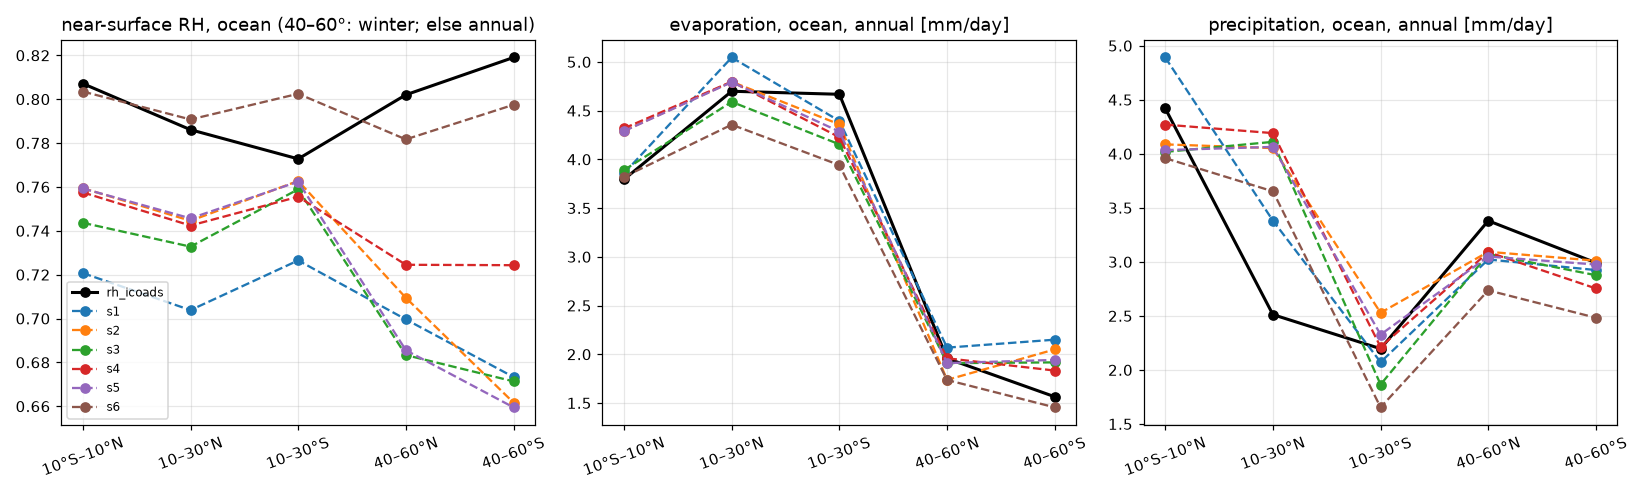 near-surface RH, ocean (40–60°: winter; else annual)
0.82
0.80
0.78
0.76
0.74
0.72
0.70
0.68
0.66
rh_icoads
s1
s2
s3
s4
s5
s6
10°S–10°N
10–30°N
10–30°S
40–60°N
40–60°S
evaporation, ocean, annual [mm/day]
5.0
4.5
4.0
3.5
3.0
2.5
2.0
1.5
10°S–10°N
10–30°N
10–30°S
40–60°N
40–60°S
precipitation, ocean, annual [mm/day]
5.0
4.5
4.0
3.5
3.0
2.5
2.0
1.5
10°S–10°N
10–30°N
10–30°S
40–60°N
40–60°S